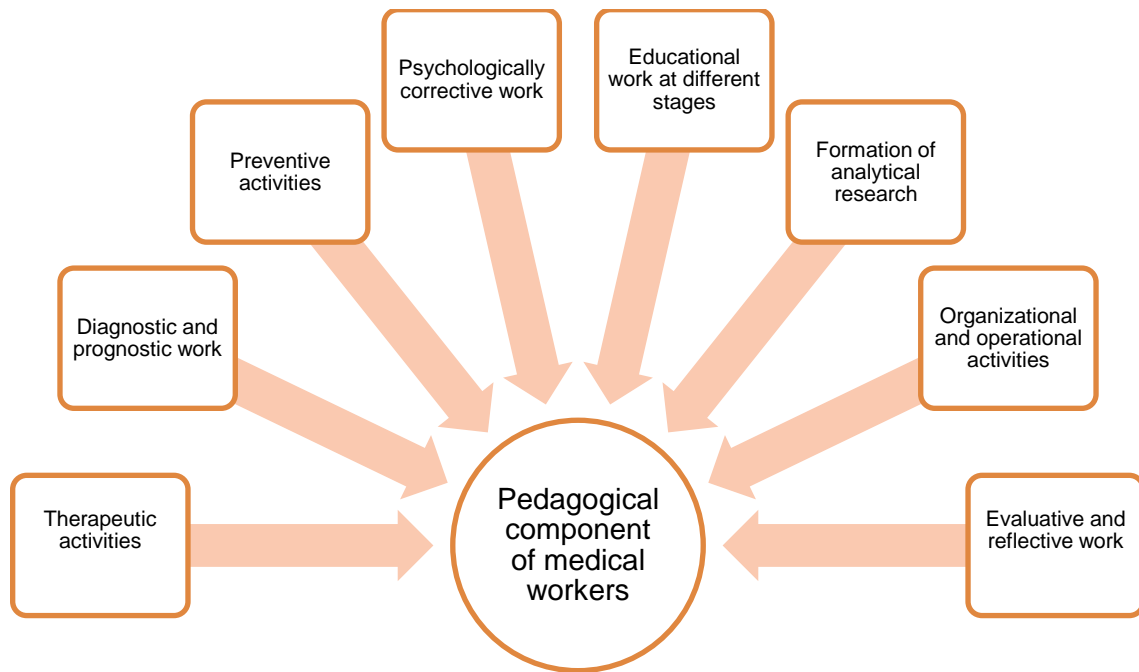 Psychologically
corrective work
Educational
work at different
stages
Preventive
activities
Formation of
analytical
research
Diagnostic and
prognostic work
Organizational
and operational
activities
Therapeutic
activities
Pedagogical
component
of medical
workers
Evaluative and
reflective work